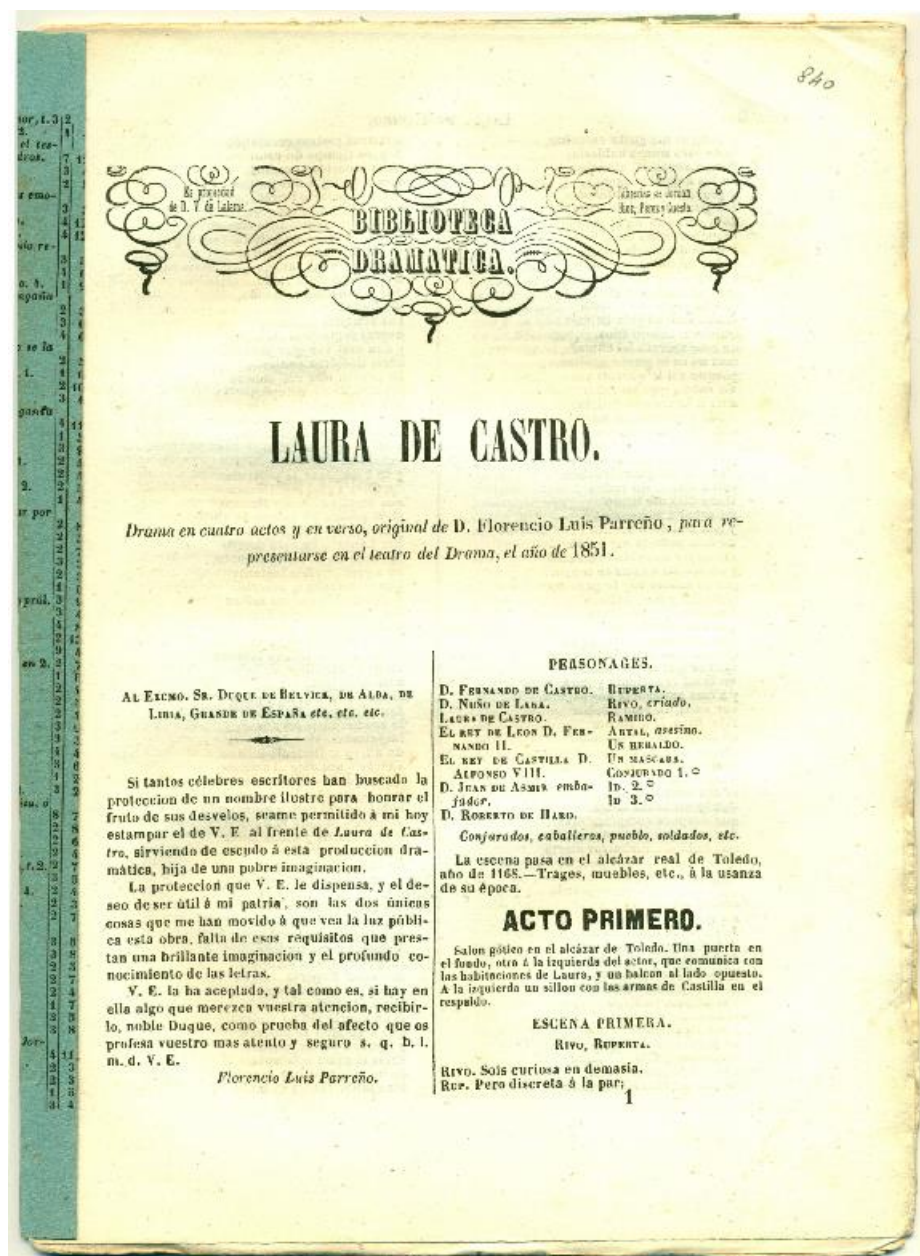 840
Es propiedad
de D. V. de Lalama.
BIBLIOTECA
DRAMATICA.
LAURA DE CASTRO.
Drama en cuatro actos y en verso, original de D. Florencio Luis Parreño, para re-
presentarse en el teatro del Drama, el año de 1851.
AL EXCMO. SR. DUQUE DE BELVICE, DE ALBA, DE
LIRIA, GRANDE DE ESPAÑA etc. etc. etc.
Si tantos célebres escritores han buscado la
proteccion de un nombre ilustre para honrar el
fruto de sus desvelos, seame permitido á mi hoy
estampar el de V. E. al frente de Laura de Cas-
tro, sirviendo de escudo á esta produccion dra-
mática, hija de una pobre imaginacion.
La proteccion que V. E. le dispensa, y el de-
seo de ser útil á mi patria, son las dos únicas
cosas que me han movido á que vea la luz públi-
ca esta obra, falta de esos requisitos que pres-
tan una brillante imaginacion y el profundo co-
nocimiento de las letras.
V. E. la ha aceptado, y tal como es, si hay en
ella algo que merezca vuestra atencion, recibir-
lo, noble Duque, como prueba del afecto que os
profesa vuestro mas atento y seguro s. q. b. l.
m. d. V. E.
Florencio Luis Parreño.
PERSONAGES.
D. FERNANDO DE CASTRO.
D. NUÑO DE LARA.
LAURA DE CASTRO.
EL REY DE LEON D. FER-
NANDO II.
EL REY DE CASTILLA D.
ALFONSO VIII.
D. JUAN DE emba-
jador.
D. ROBERTO DE HARO.
RUPERTA.
RIVO, criado.
RAMIRO.
ARTAL, asesino.
UN HERALDO.
UN MASCARA.
CONJURADO 1.º
ID. 2.º
ID 3.º
Conjurados, caballeros, pueblo, soldados, etc.
La escena pasa en el alcázar real de Toledo,
año de 1168.—Trages, muebles, etc., á la usanza
de su época.
ACTO PRIMERO.
Salon gótico en el alcázar de Toledo. Una puerta en
el fondo, otra á la izquierda del actor, que comunica con
las habitaciones de Laura, y un balcon al lado opuesto.
A la izquierda un sillon con las armas de Castilla en el
respaldo.
ESCENA PRIMERA.
RIVO, RUPERTA.
RIVO. Sois curiosa en demasia.
RUP. Pero discreta á la par;
1